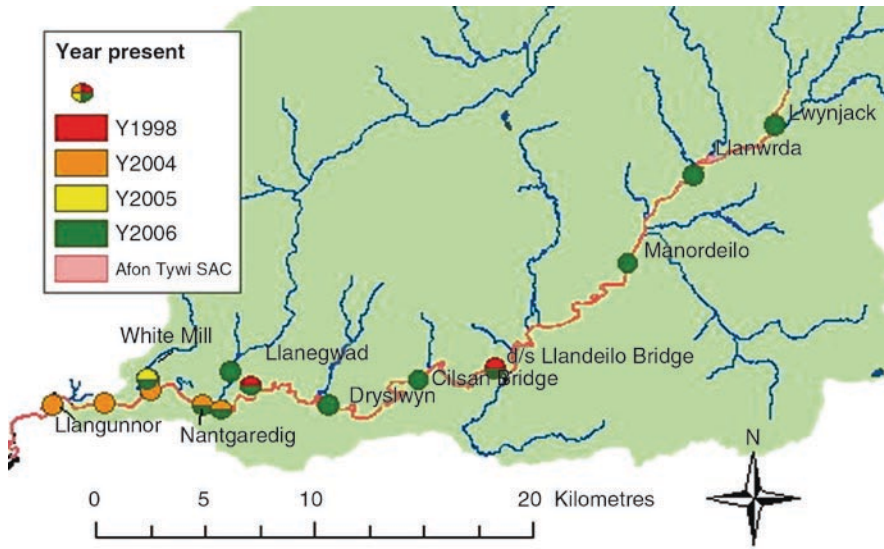 Year present
Y1998
Y2004
Y2005
Y2006
Afon Tywi SAC
Lwynjack
Llanwrda
Manordeilo
White Mill
Llanegwad
d/s Llandeilo Bridge
Cilsan Bridge
Dryslwyn
Llangunnor
Nantgaredig
N
0 5 10 20 Kilometres